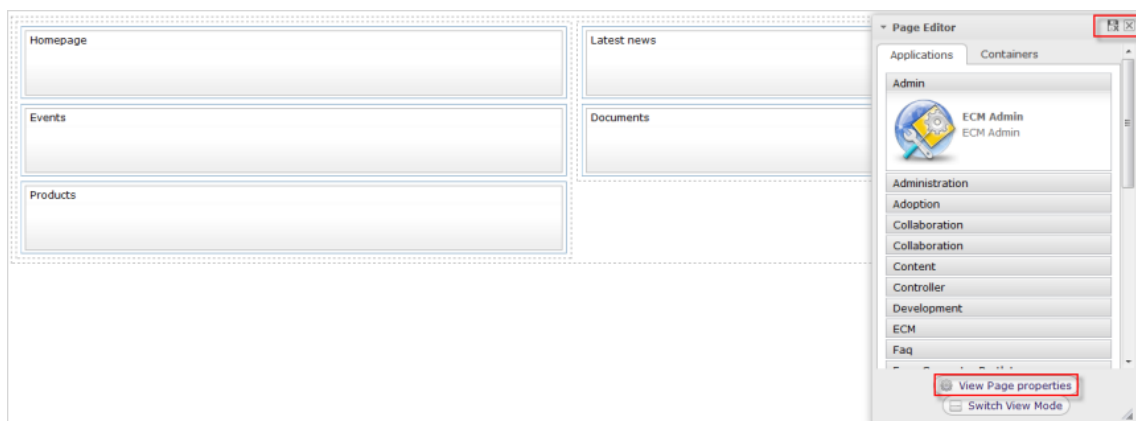 Homepage
Latest news
Events
Documents
Products
Page Editor
Applications
Containers
Admin
ECM Admin
ECM Admin
Administration
Adoption
Collaboration
Collaboration
Content
Controller
Development
ECM
Faq
View Page properties
Switch View Mode